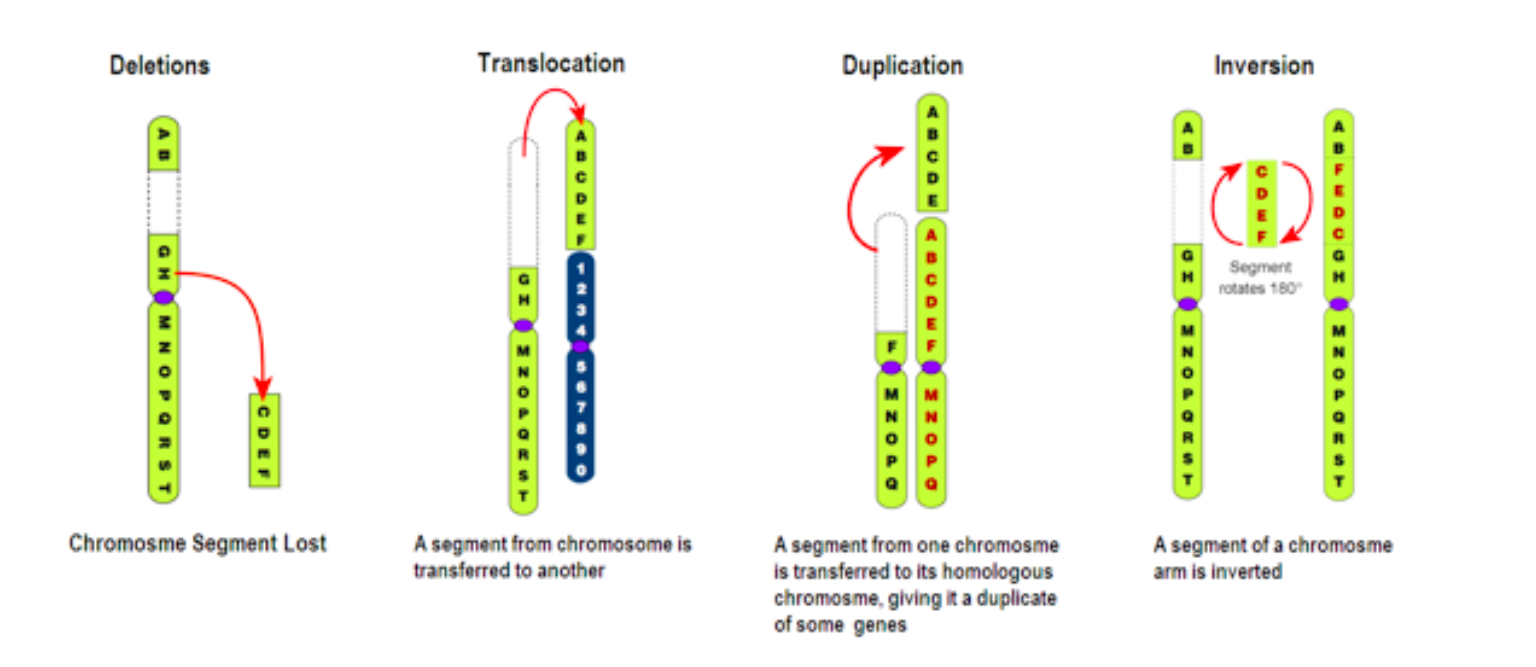 Deletions
A B
G H
M N O P Q R S T
C D E F
Chromosme Segment Lost
Translocation
G H
M N O P Q R S T
A B C D E F
1 2 3 4
5 6 7 8 9 0
A segment from chromosome is
transferred to another
Duplication
F
M N O P Q
A B C D E
A B C D E F
M N O P Q
A segment from one chromosme
is transferred to its homologous
chromosme, giving it a duplicate
of some genes
Inversion
A B
G H
M N O P Q R S T
C D E F
Segment
rotates 180°
A B
F E D C
G H
M N O P Q R S T
A segment of a chromosme
arm is inverted